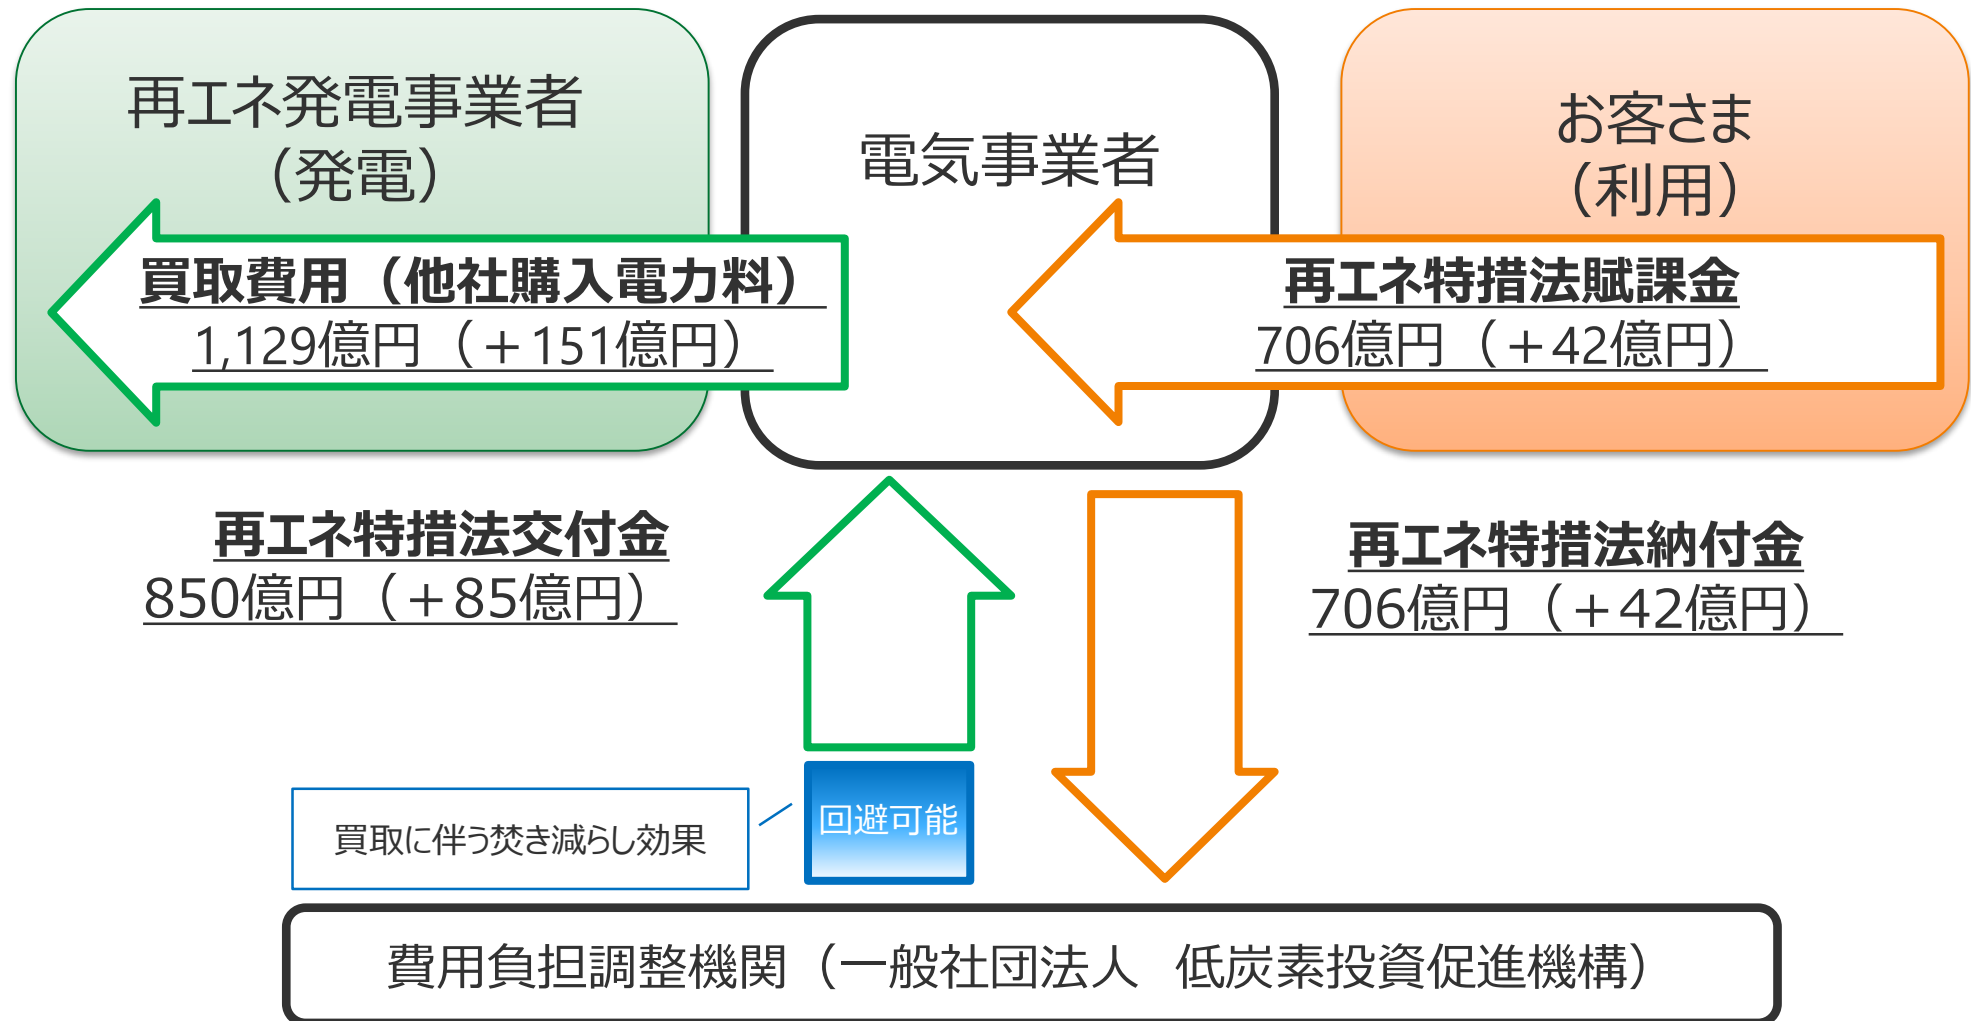 再エネ発電事業者
（発電）
電気事業者
お客さま
（利用）
買取費用（他社購入電力料）
1,129億円（＋151億円）
再エネ特措法賦課金
706億円（＋42億円）
再エネ特措法交付金
850億円（＋85億円）
再エネ特措法納付金
706億円（＋42億円）
回避可能
買取に伴う焚き減らし効果
費用負担調整機関（一般社団法人　低炭素投資促進機構）